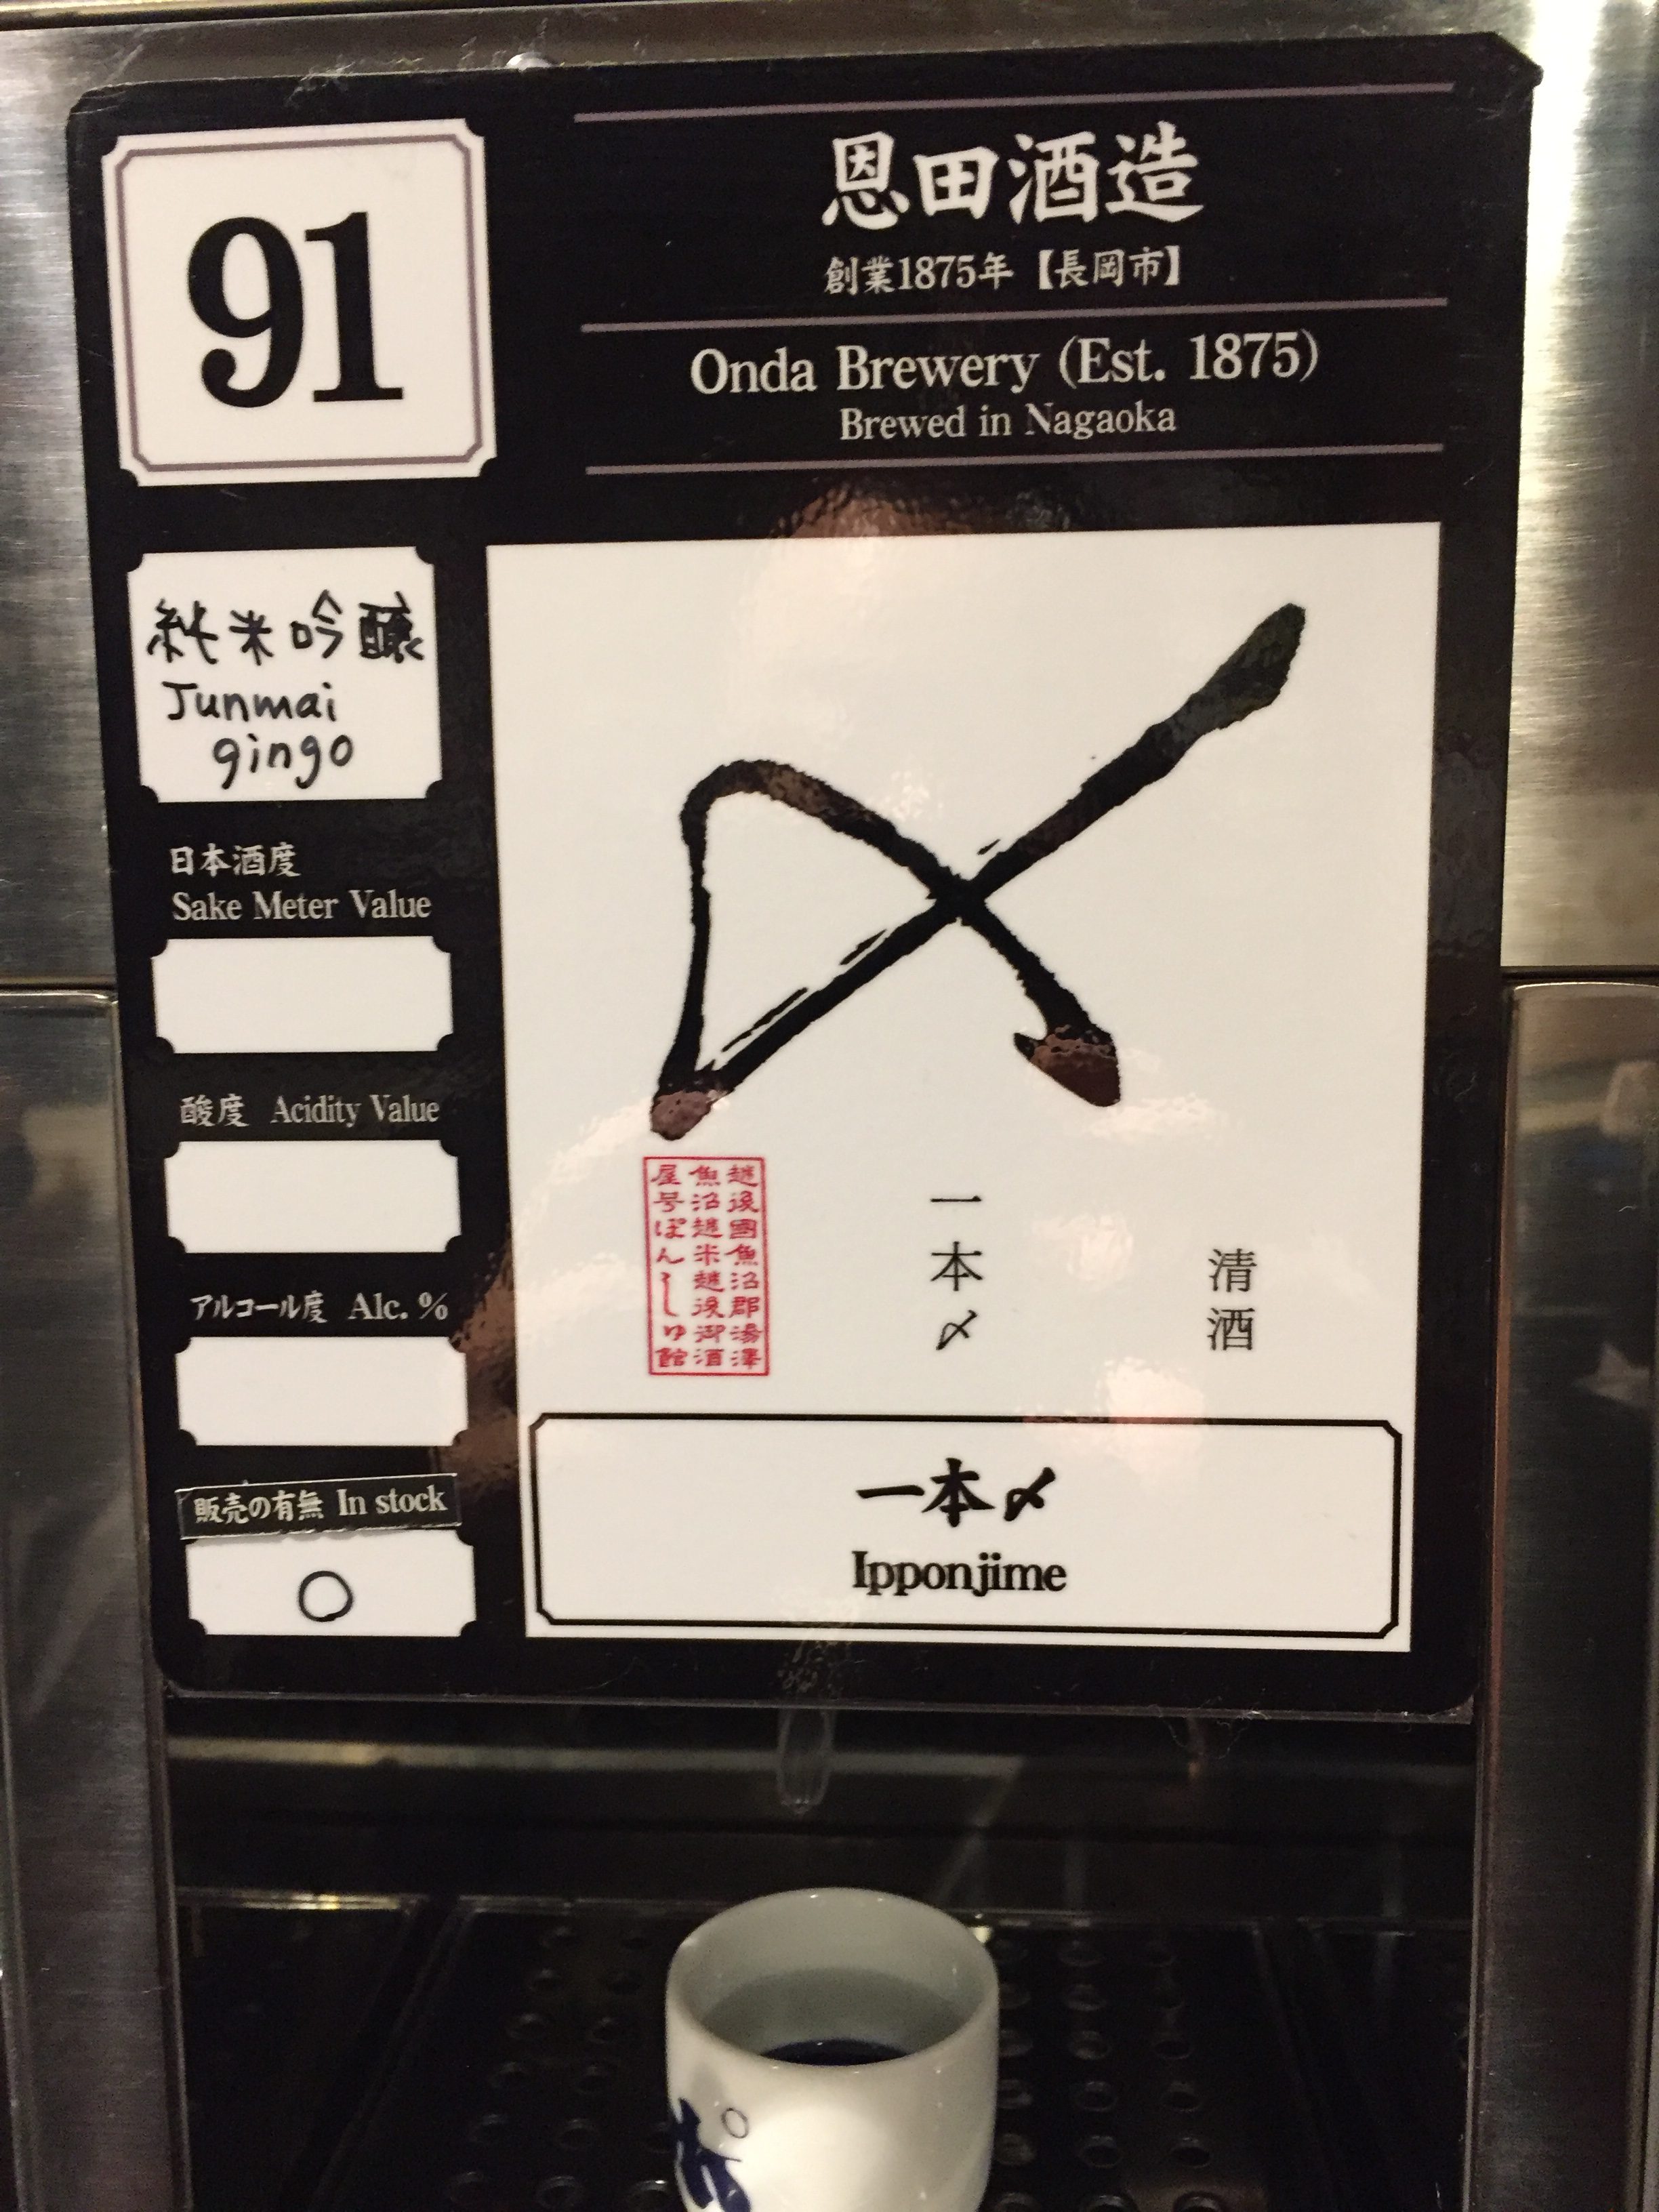 91
恩田酒造
創業1875年【長岡市】
Onda Brewery (Est. 1875)
Brewed in Nagaoka
純米吟醸
Junmai
gingo
日本酒度
Sake Meter Value
酸度 Acidity Value
アルコール度 Alc. %
販売の有無 In stock
○
〆
清酒
一本〆
越後國魚沼郡湯澤
魚沼越米越後御酒
屋号ぽんしゅ館
一本〆
Ipponjime
ぽ